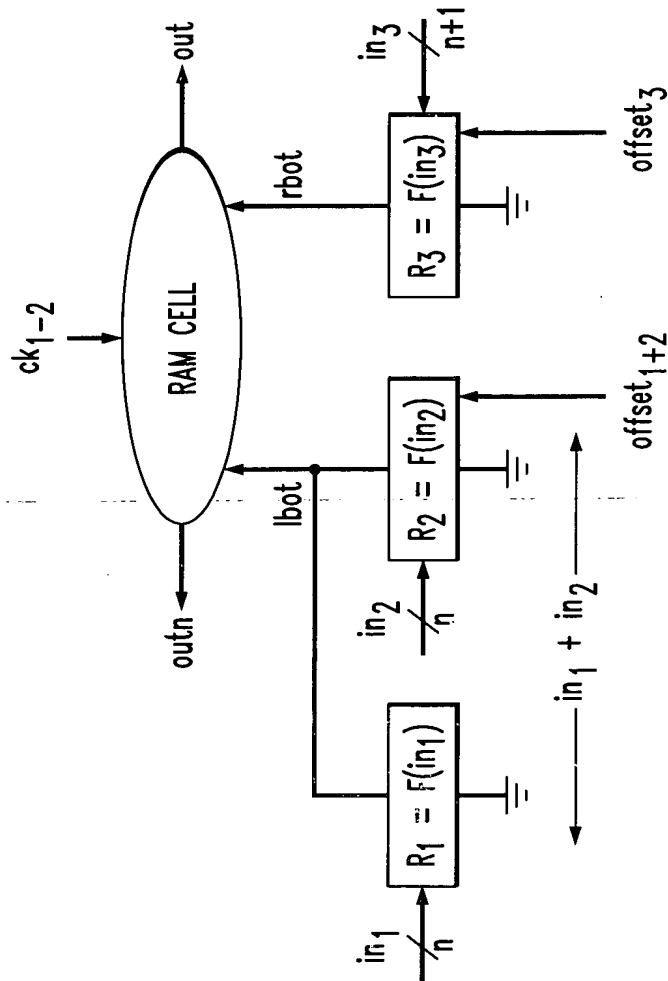 ck₁₋₂
outn
RAM CELL
out
lbot
rbot
in₁
n
R₁ = F(in₁)
in₂
n
R₂ = F(in₂)
R₃ = F(in₃)
in₃
n+1
in₁ + in₂
offset₁₊₂
offset₃